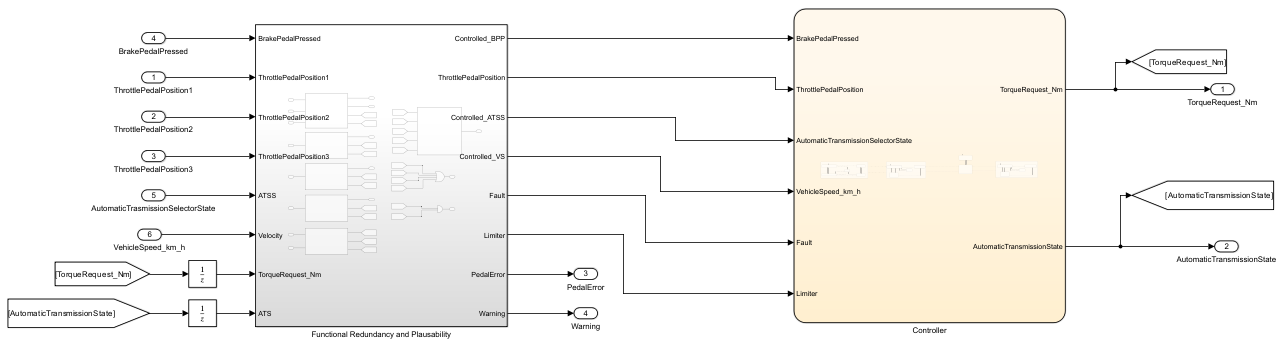 4
BrakePedalPressed
1
ThrottlePedalPosition1
2
ThrottlePedalPosition2
3
ThrottlePedalPosition3
5
AutomaticTrasmissionSelectorState
6
VehicleSpeed_km_h
[TorqueRequest_Nm]
1
z
[AutomaticTransmissionState]
1
z
BrakePedalPressed
ThrottlePedalPosition1
ThrottlePedalPosition2
ThrottlePedalPosition3
ATSS
Velocity
TorqueRequest_Nm
ATS
Controlled_BPP
ThrottlePedalPosition
Controlled_ATSS
Controlled_VS
Fault
Limiter
PedalError
Warning
Functional Redundancy and Plausability
3
PedalError
4
Warning
BrakePedalPressed
ThrottlePedalPosition
AutomaticTransmissionSelectorState
VehicleSpeed_km_h
Fault
Limiter
TorqueRequest_Nm
AutomaticTransmissionState
Controller
[TorqueRequest_Nm]
1
TorqueRequest_Nm
[AutomaticTransmissionState]
2
AutomaticTransmissionState